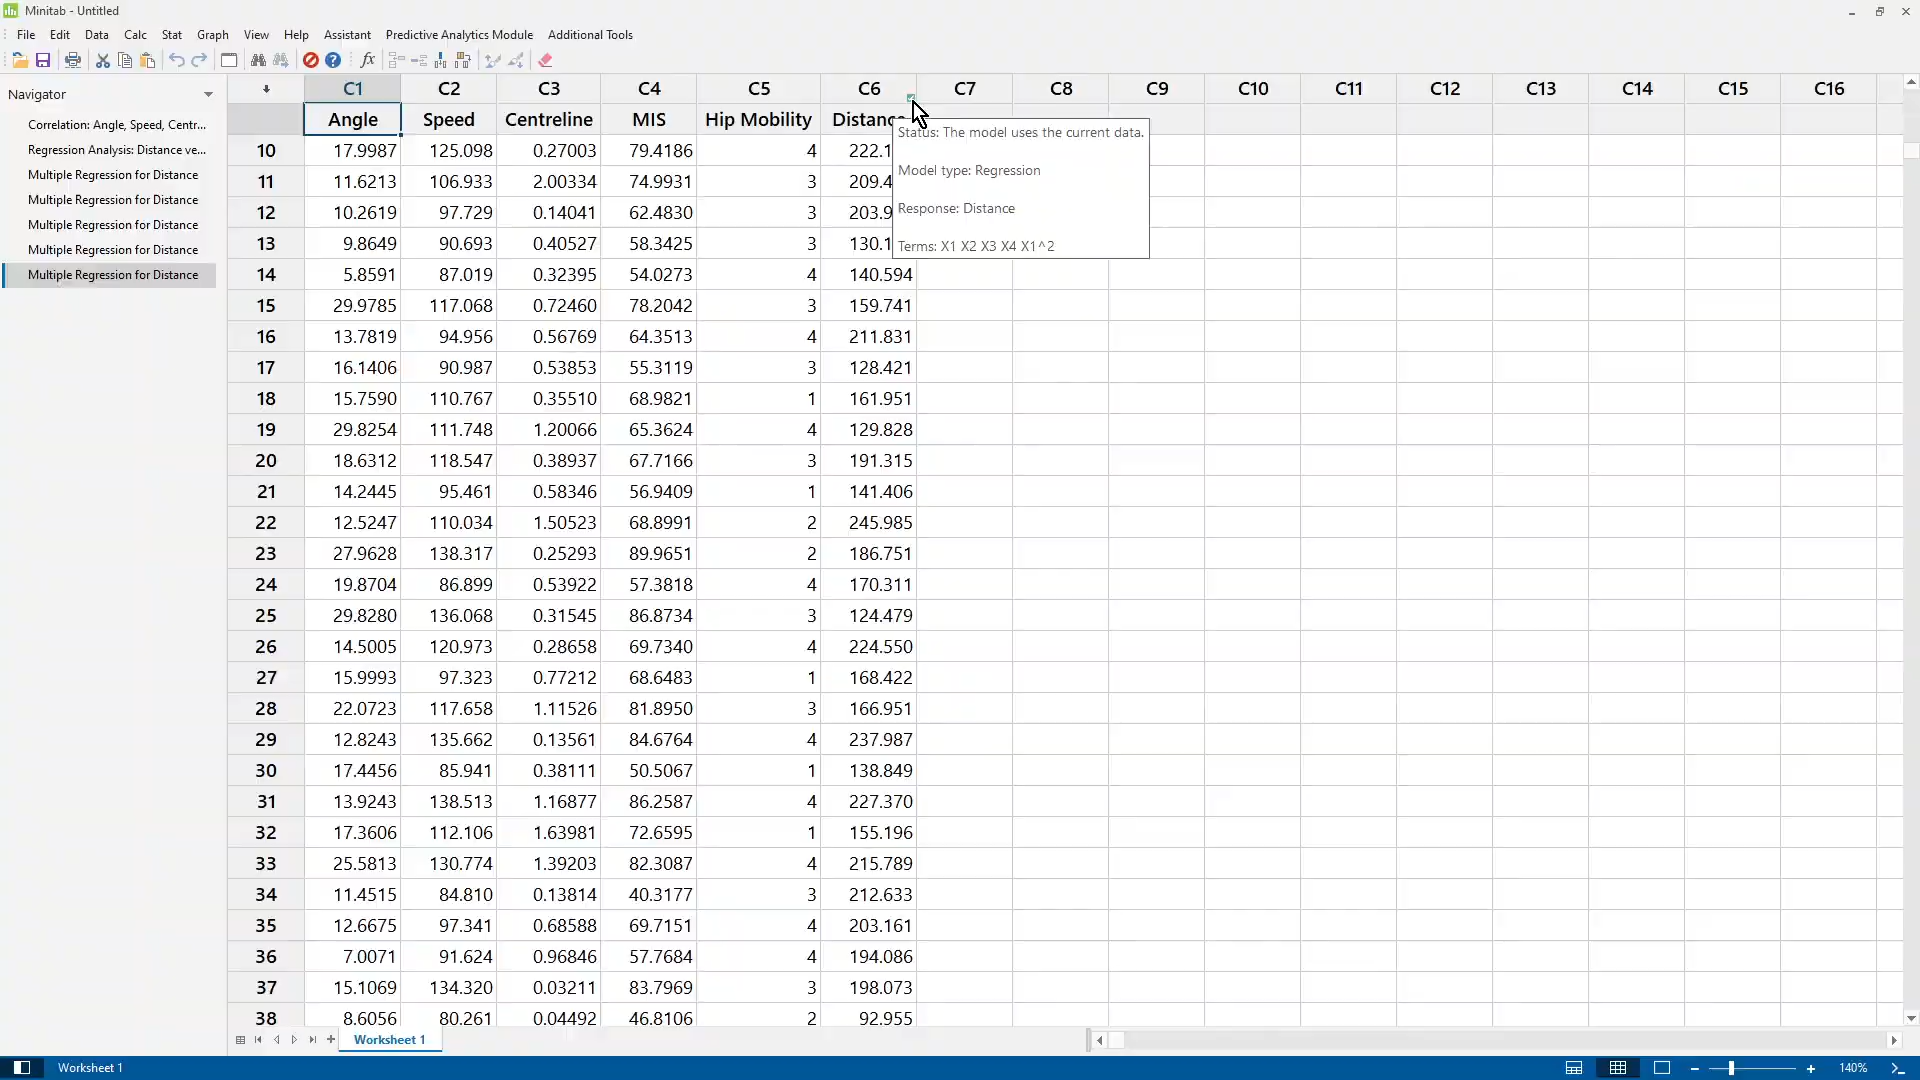 Minitab - Untitled
File Edit Data Calc Stat Graph View Help Assistant Predictive Analytics Module Additional Tools
Navigator
Correlation: Angle, Speed, Centr...
Regression Analysis: Distance ve...
Multiple Regression for Distance
Multiple Regression for Distance
Multiple Regression for Distance
Multiple Regression for Distance
Multiple Regression for Distance
C1 C2 C3 C4 C5 C6 C7 C8 C9 C10 C11 C12 C13 C14 C15 C16
Angle Speed Centreline MIS Hip Mobility Distance
Status: The model uses the current data.
Model type: Regression
Response: Distance
Terms: X1 X2 X3 X4 X1^2
10 17.9987 125.098 0.27003 79.4186 4 222.1
11 11.6213 106.933 2.00334 74.9931 3 209.4
12 10.2619 97.729 0.14041 62.4830 3 203.9
13 9.8649 90.693 0.40527 58.3425 3 130.1
14 5.8591 87.019 0.32395 54.0273 4 140.594
15 29.9785 117.068 0.72460 78.2042 3 159.741
16 13.7819 94.956 0.56769 64.3513 4 211.831
17 16.1406 90.987 0.53853 55.3119 3 128.421
18 15.7590 110.767 0.35510 68.9821 1 161.951
19 29.8254 111.748 1.20066 65.3624 4 129.828
20 18.6312 118.547 0.38937 67.7166 3 191.315
21 14.2445 95.461 0.58346 56.9409 1 141.406
22 12.5247 110.034 1.50523 68.8991 2 245.985
23 27.9628 138.317 0.25293 89.9651 2 186.751
24 19.8704 86.899 0.53922 57.3818 4 170.311
25 29.8280 136.068 0.31545 86.8734 3 124.479
26 14.5005 120.973 0.28658 69.7340 4 224.550
27 15.9993 97.323 0.77212 68.6483 1 168.422
28 22.0723 117.658 1.11526 81.8950 3 166.951
29 12.8243 135.662 0.13561 84.6764 4 237.987
30 17.4456 85.941 0.38111 50.5067 1 138.849
31 13.9243 138.513 1.16877 86.2587 4 227.370
32 17.3606 112.106 1.63981 72.6595 1 155.196
33 25.5813 130.774 1.39203 82.3087 4 215.789
34 11.4515 84.810 0.13814 40.3177 3 212.633
35 12.6675 97.341 0.68588 69.7151 4 203.161
36 7.0071 91.624 0.96846 57.7684 4 194.086
37 15.1069 134.320 0.03211 83.7969 3 198.073
38 8.6056 80.261 0.04492 46.8106 2 92.955
Worksheet 1
Worksheet 1 140%